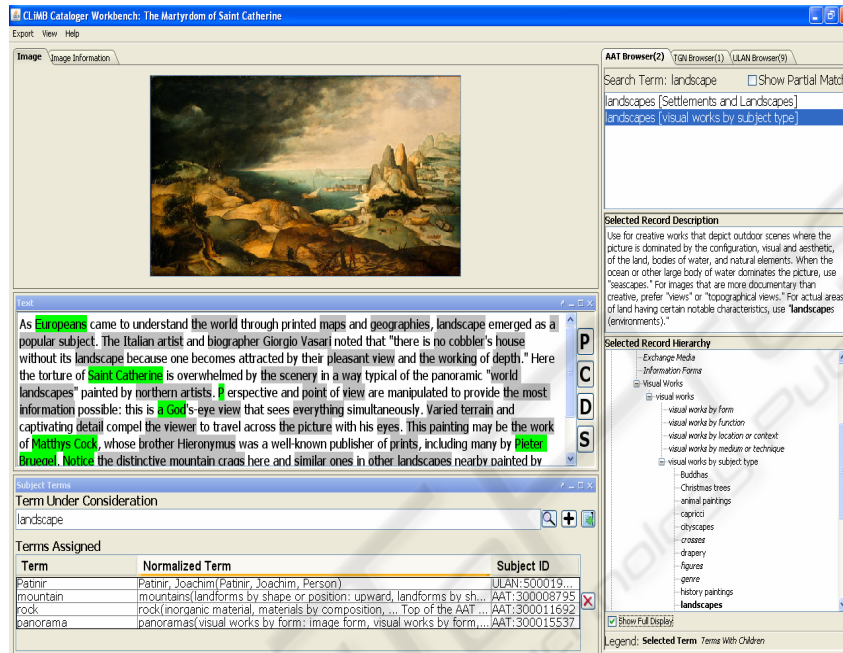 CLiMB Cataloger Workbench: The Martyrdom of Saint Catherine
Export View Help
Image Image Information
AAT Browser(2) TGN Browser(1) ULAN Browser(9)
Search Term: landscape Show Partial Match
landscapes [Settlements and Landscapes]
landscapes [visual works by subject type]
Selected Record Description
Use for creative works that depict outdoor scenes where the
picture is dominated by the configuration, visual and aesthetic,
of the land, bodies of water, and natural elements. When the
ocean or other large body of water dominates the picture, use
"seascapes." For images that are more documentary than
creative, prefer "views" or "topographical views." For actual areas
of land having certain notable characteristics, use "landscapes
(environments)."
Selected Record Hierarchy
Exchange Media
Information Forms
Visual Works
visual works
visual works by form
visual works by function
visual works by location or context
visual works by medium or technique
visual works by subject type
Buddhas
Christmas trees
animal paintings
capricci
cityscapes
crosses
drapery
figures
genre
history paintings
landscapes
Show Full Display
Legend: Selected Term Terms With Children
Text
As Europeans came to understand the world through printed maps and geographies, landscape emerged as a
popular subject. The Italian artist and biographer Giorgio Vasari noted that "there is no cobbler's house
without its landscape because one becomes attracted by their pleasant view and the working of depth." Here
the torture of Saint Catherine is overwhelmed by the scenery in a way typical of the panoramic "world
landscapes" painted by northern artists. P erspective and point of view are manipulated to provide the most
information possible: this is a God's-eye view that sees everything simultaneously. Varied terrain and
captivating detail compel the viewer to travel across the picture with his eyes. This painting may be the work
of Matthys Cock, whose brother Hieronymus was a well-known publisher of prints, including many by Pieter
Bruegel. Notice the distinctive mountain crags here and similar ones in other landscapes nearby painted by
P
C
D
S
Subject Terms
Term Under Consideration
landscape
Terms Assigned
Term Normalized Term Subject ID
Patinir Patinir, Joachim(Patinir, Joachim, Person) ULAN:500019...
mountain mountains(landforms by shape or position: upward, landforms by sh... AAT:300008795
rock rock(inorganic material, materials by composition, ... Top of the AAT ... AAT:300011692
panorama panoramas(visual works by form: image form, visual works by form,... AAT:300015537